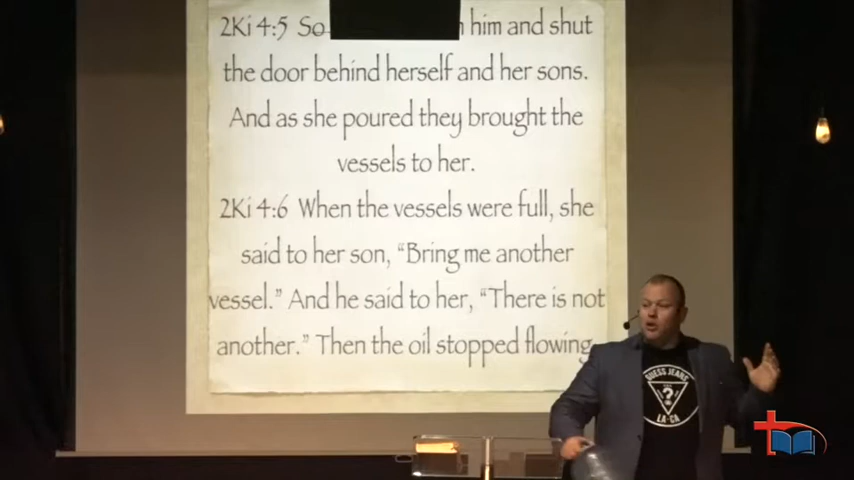 2Ki 4:5 So him and shut
the door behind herself and her sons.
And as she poured they brought the
vessels to her.
2Ki 4:6 When the vessels were full, she
said to her son, “Bring me another
vessel.” And he said to her, “There is not
another.” Then the oil stopped flowing.
GUESS JEANS
?
LA-CA